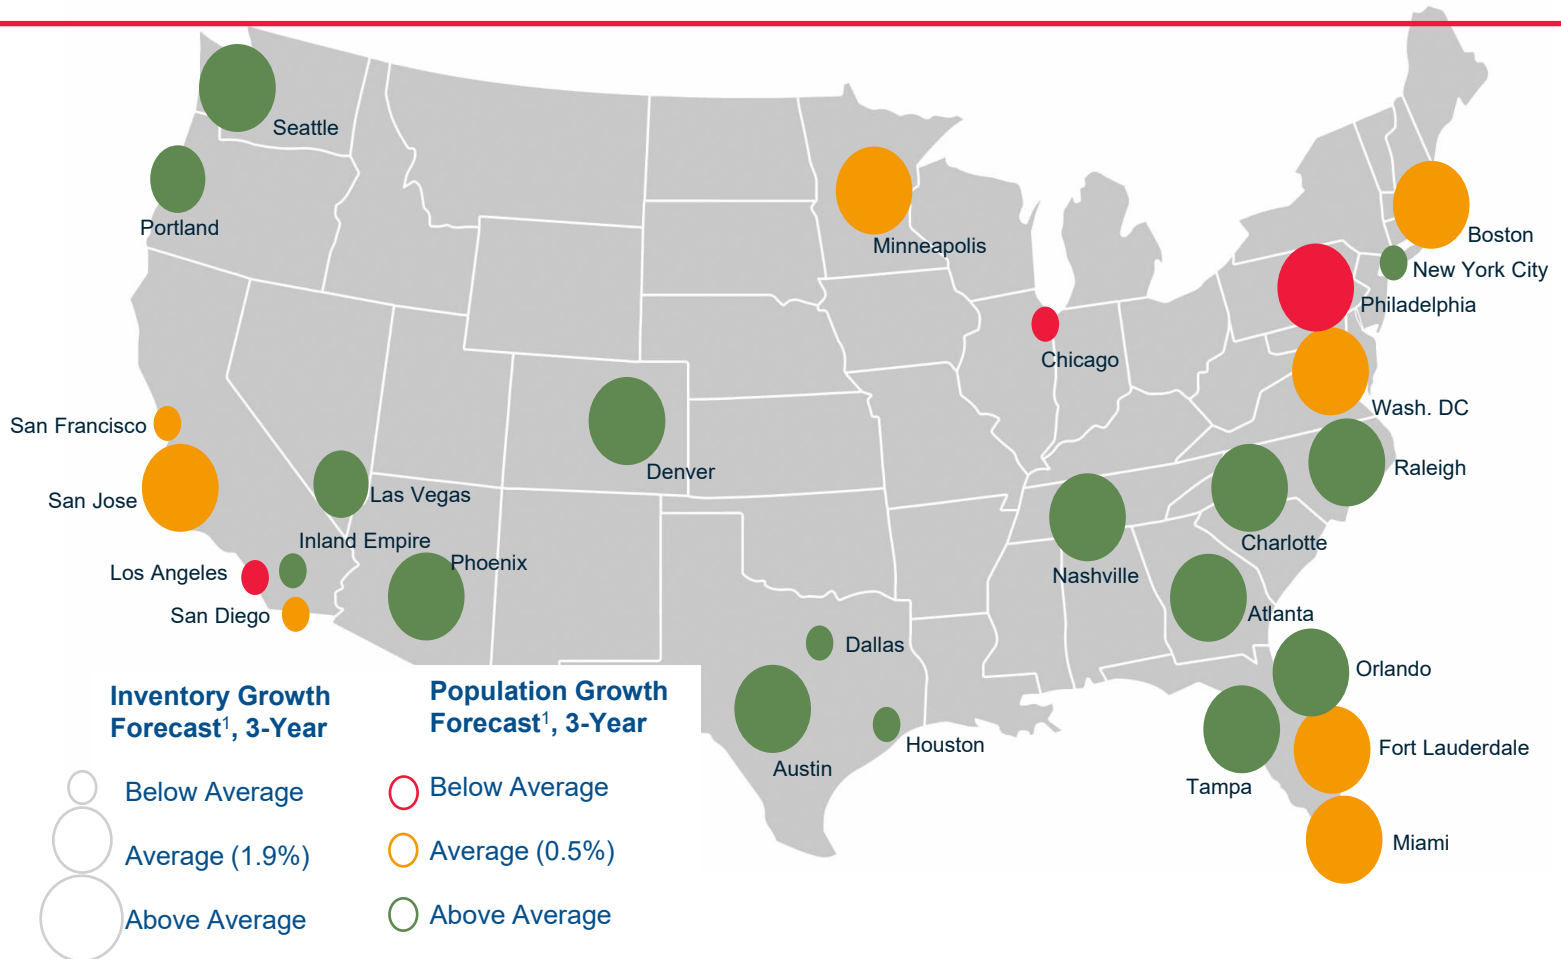 Seattle
Portland
Minneapolis
Boston
New York City
Philadelphia
Chicago
Wash. DC
San Francisco
Raleigh
Denver
Las Vegas
San Jose
Inland Empire
Charlotte
Phoenix
Los Angeles
Nashville
San Diego
Atlanta
Dallas
Orlando
Houston
Fort Lauderdale
Austin
Tampa
Miami
Inventory Growth
Forecast¹, 3-Year
Below Average
Average (1.9%)
Above Average
Population Growth
Forecast¹, 3-Year
Below Average
Average (0.5%)
Above Average